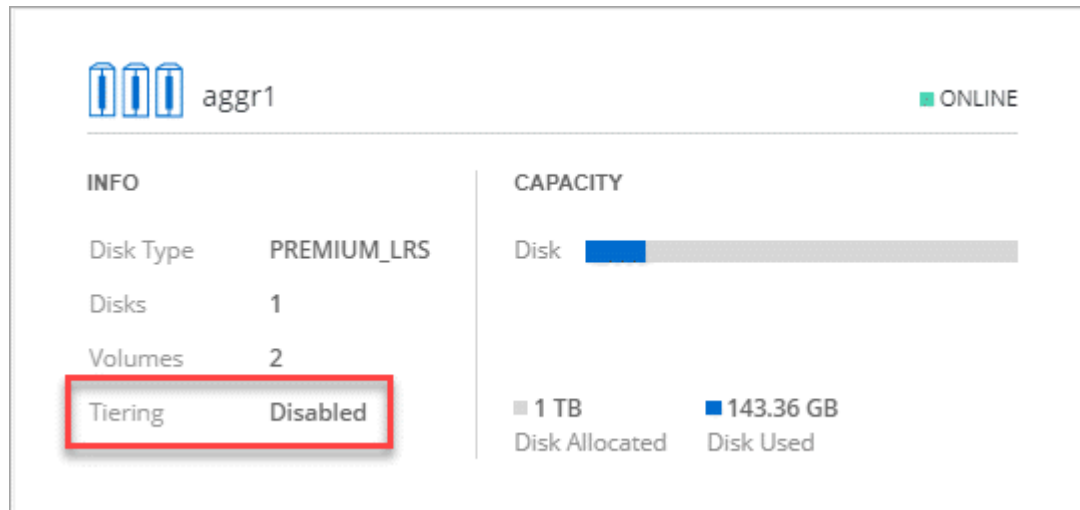 aggr1
ONLINE
INFO
Disk Type PREMIUM_LRS
Disks 1
Volumes 2
Tiering Disabled
CAPACITY
Disk
1 TB 143.36 GB
Disk Allocated Disk Used